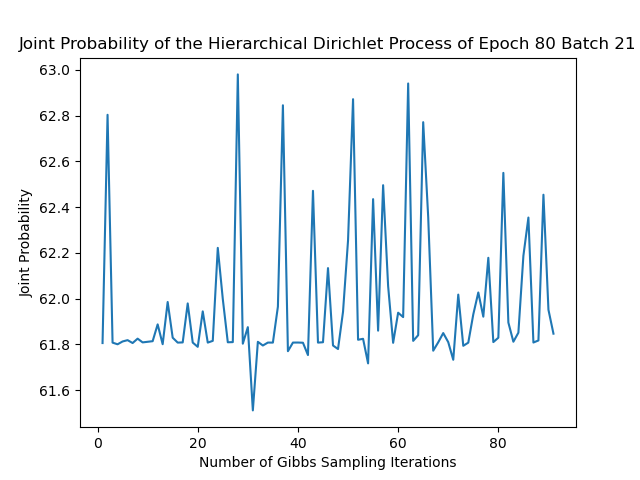 Joint Probability of the Hierarchical Dirichlet Process of Epoch 80 Batch 21
63.0
62.8
62.6
62.4
62.2
62.0
61.8
61.6
Joint Probability
0 20 40 60 80
Number of Gibbs Sampling Iterations